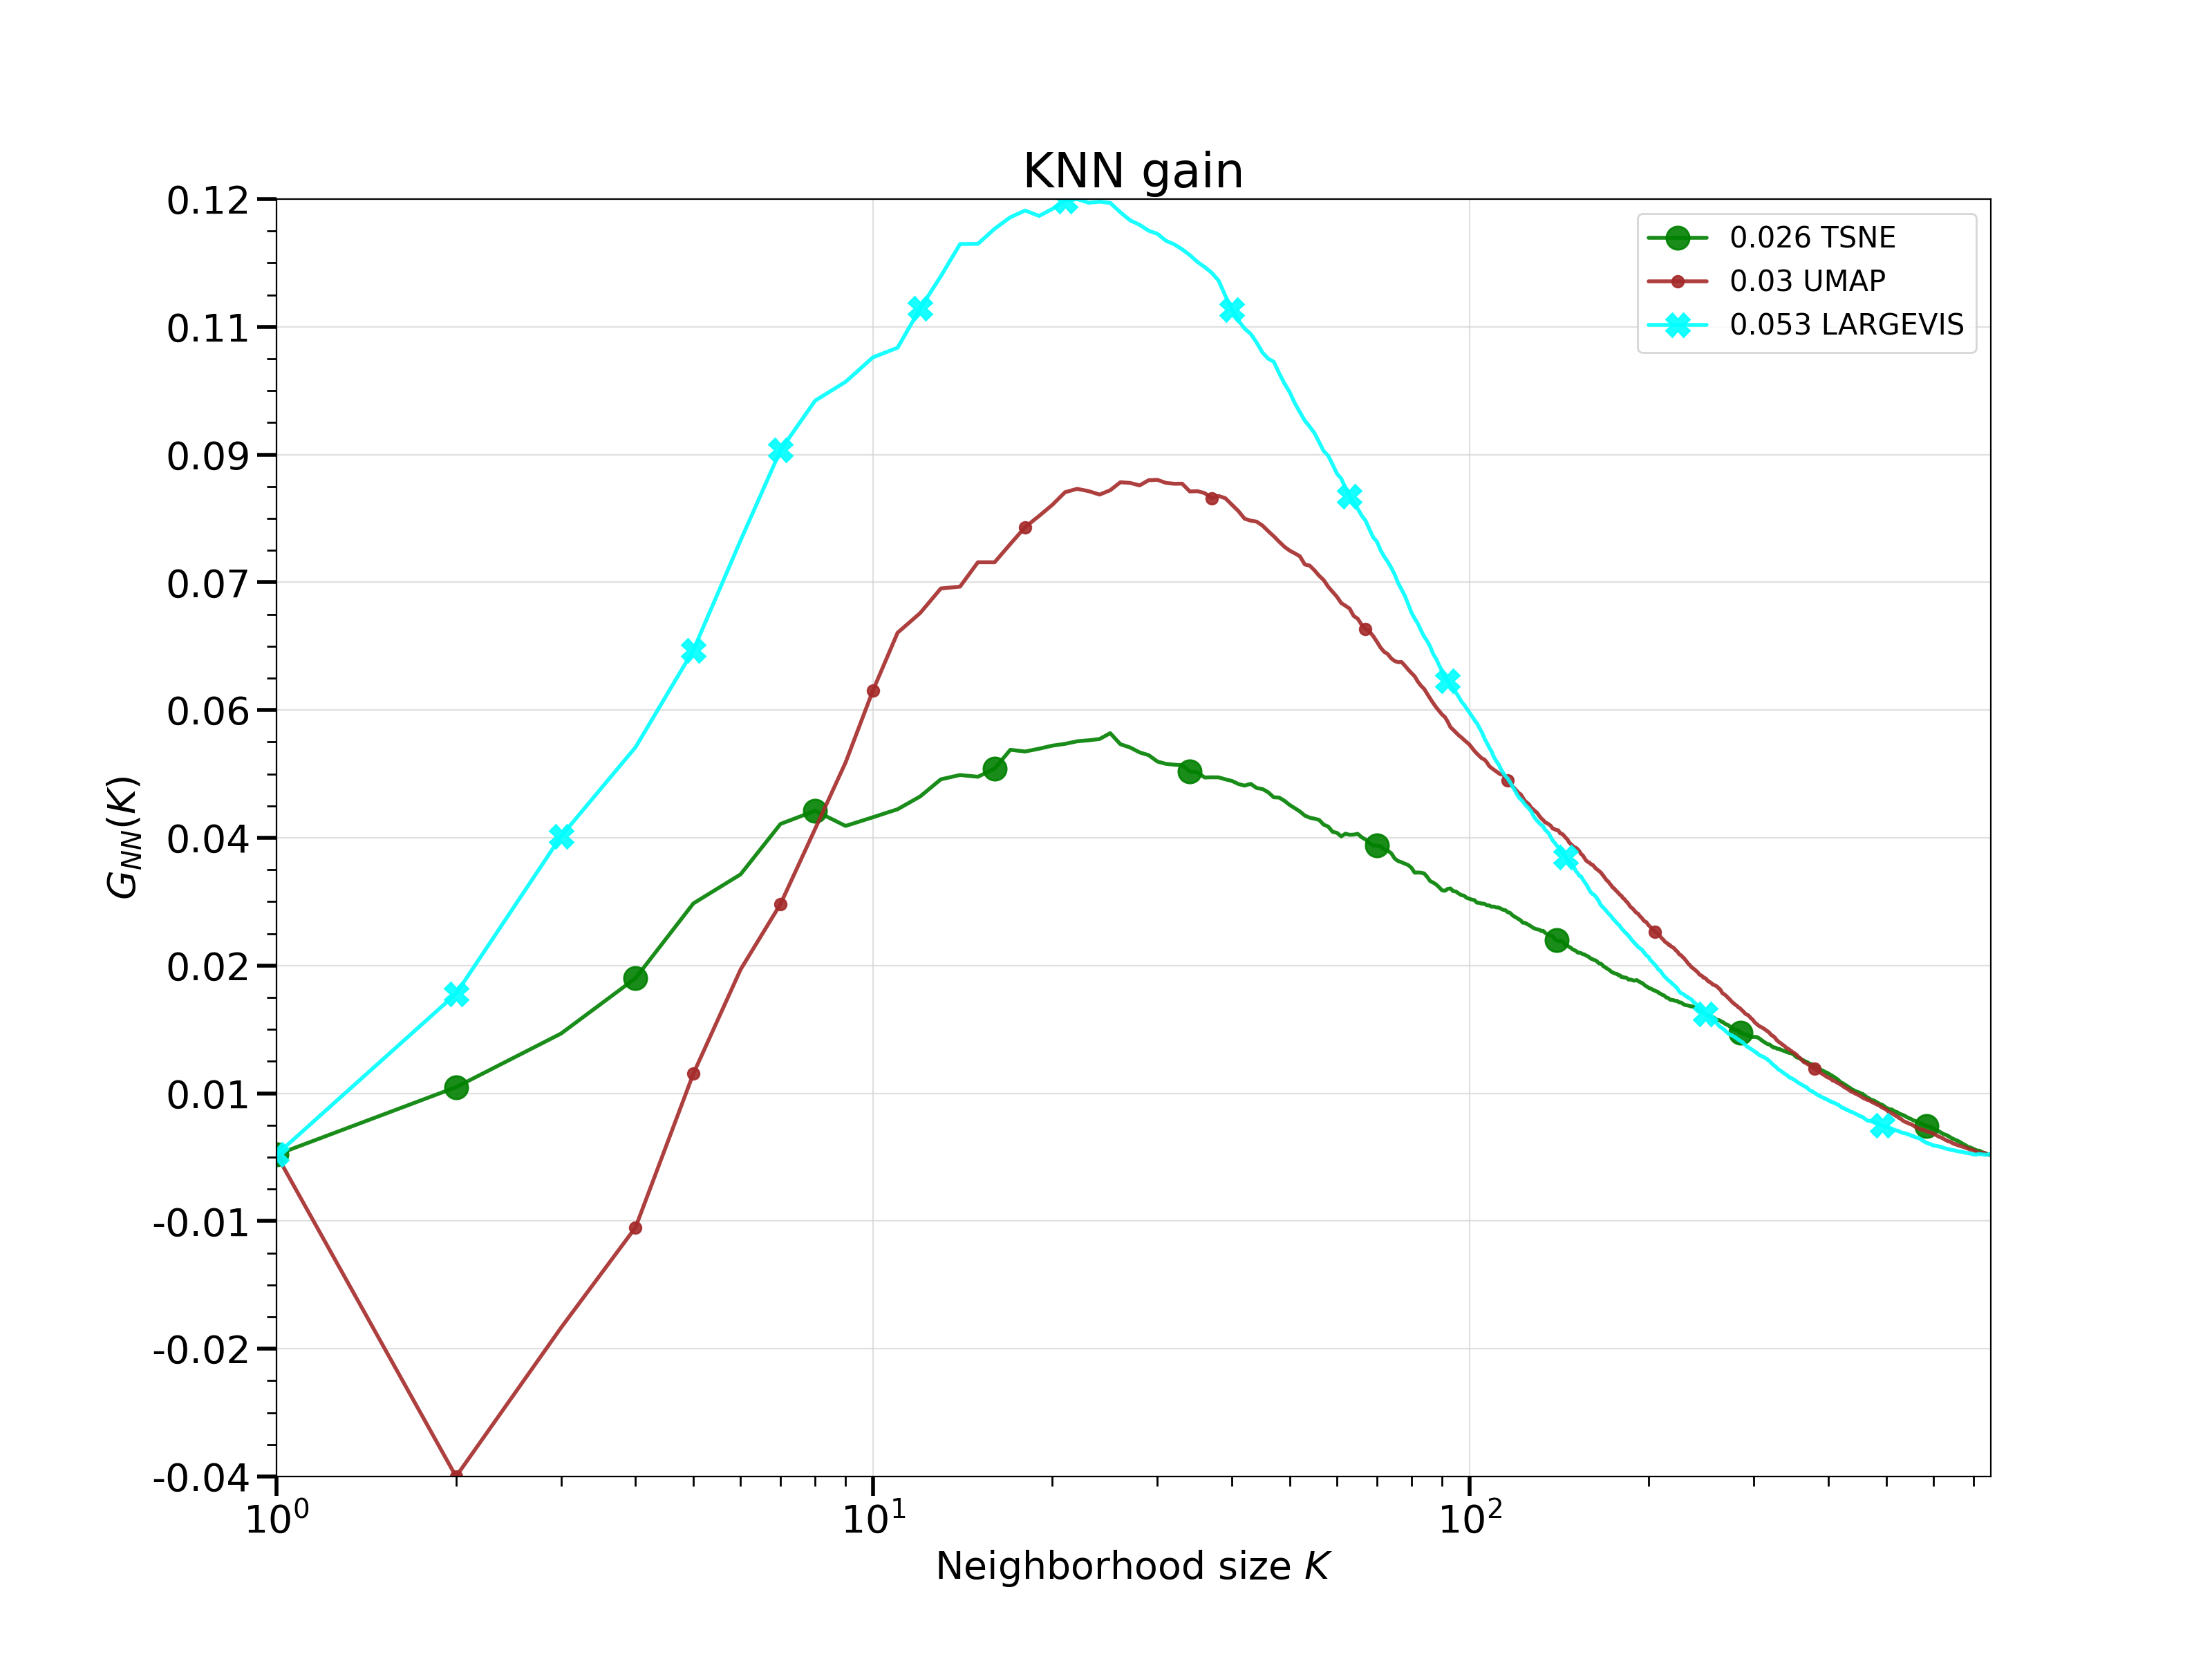 KNN gain
0.12
0.11
0.09
0.07
0.06
0.04
0.02
0.01
-0.01
-0.02
-0.04
G_{NN}(K)
0.026 TSNE
0.03 UMAP
0.053 LARGEVIS
10^0 10^1 10^2
Neighborhood size K